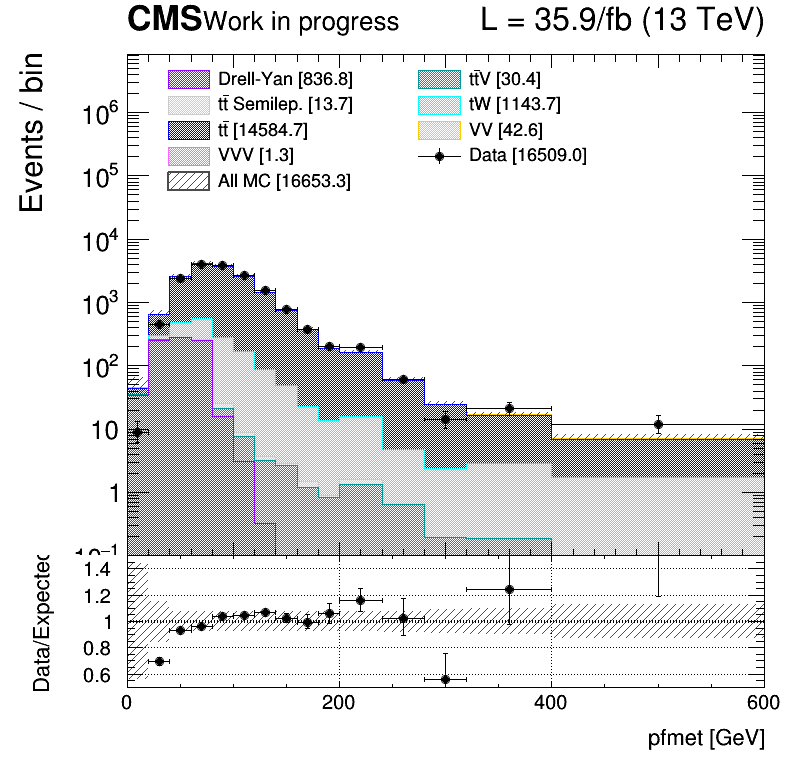 CMS Work in progress L = 35.9/fb (13 TeV)
Events / bin
Drell-Yan [836.8]
tt̄ Semilep. [13.7]
tt̄ [14584.7]
VVV [1.3]
All MC [16653.3]
tt̄V [30.4]
tW [1143.7]
VV [42.6]
Data [16509.0]
10⁶
10⁵
10⁴
10³
10²
10
1
10⁻¹
Data/Expected
1.4
1.2
1
0.8
0.6
0 200 400 600
pfmet [GeV]